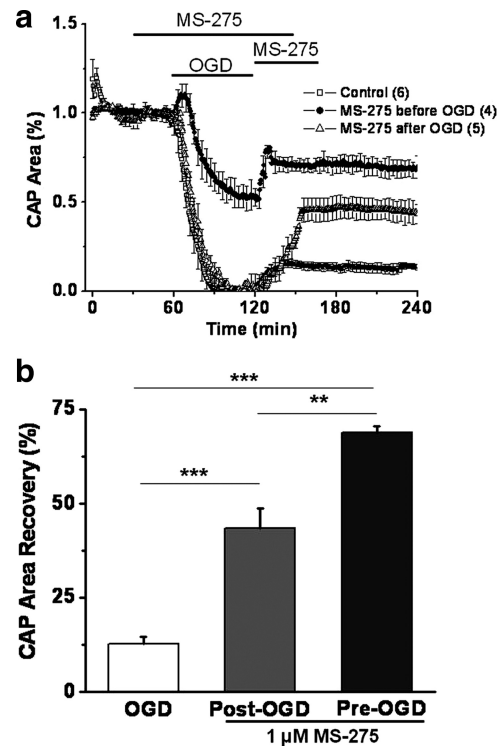 a
MS-275
MS-275
OGD
Control (6)
MS-275 before OGD (4)
MS-275 after OGD (5)
CAP Area (%)
1.5
1.0
0.5
0.0
0 60 120 180 240
Time (min)
b
***
**
***
CAP Area Recovery (%)
75
50
25
0
OGD Post-OGD Pre-OGD
1 µM MS-275